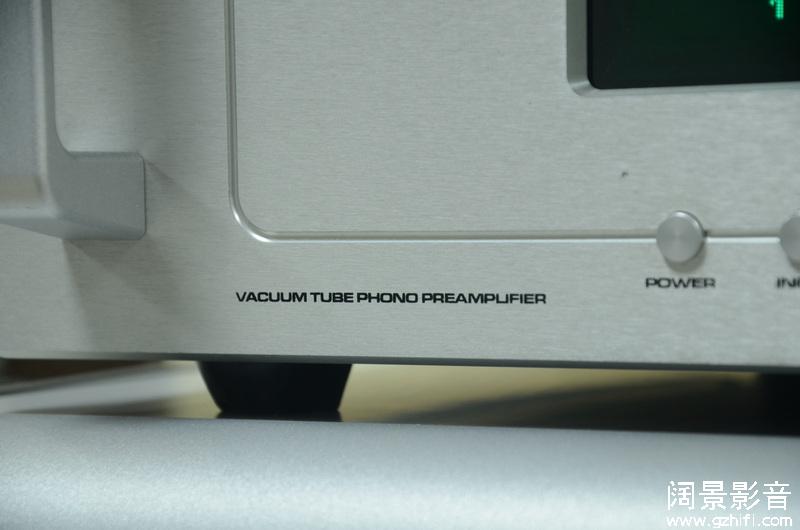 POWER
VACUUM TUBE PHONO PREAMPLIFIER
阔景影音
www.gzhifi.com